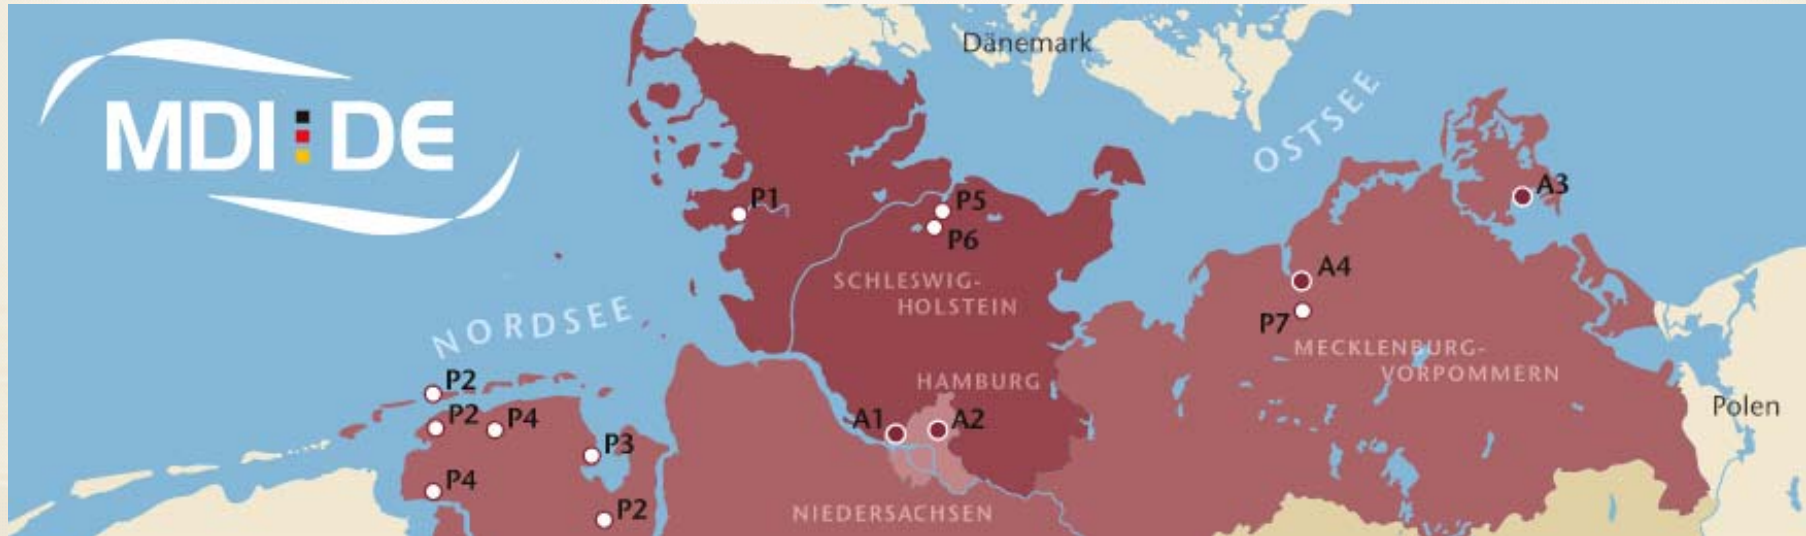 MDI DE
Dänemark
OSTSEE
A3
P1
P5
P6
SCHLESWIG-
HOLSTEIN
A4
P7
NORDSEE
MECKLENBURG-
VORPOMMERN
HAMBURG
Polen
P2
P2
P4
A1
A2
P3
P4
P2
NIEDERSACHSEN